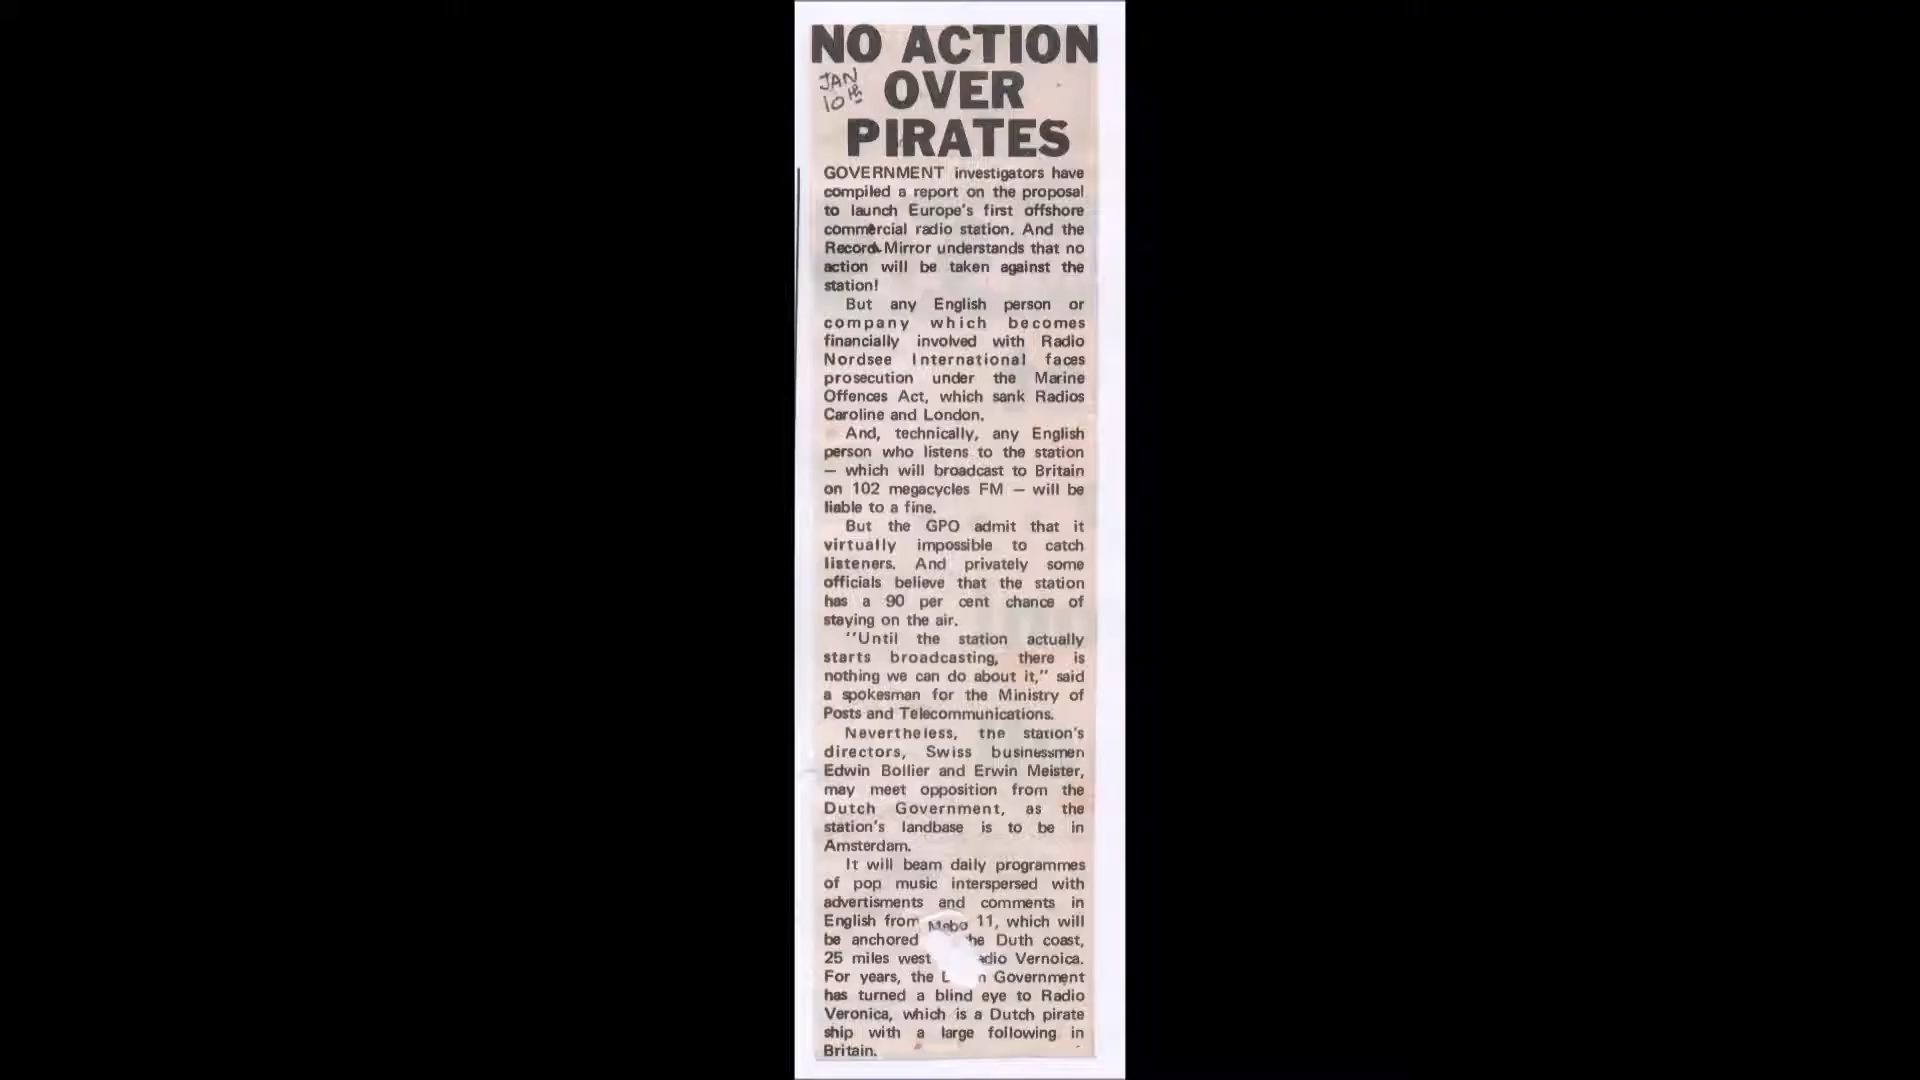 NO ACTION
OVER
PIRATES
JAN
10th
GOVERNMENT investigators have
compiled a report on the proposal
to launch Europe's first offshore
commercial radio station. And the
Record Mirror understands that no
action will be taken against the
station!
But any English person or
company which becomes
financially involved with Radio
Nordsee International faces
prosecution under the Marine
Offences Act, which sank Radios
Caroline and London.
And, technically, any English
person who listens to the station
— which will broadcast to Britain
on 102 megacycles FM — will be
liable to a fine.
But the GPO admit that it
virtually impossible to catch
listeners. And privately some
officials believe that the station
has a 90 per cent chance of
staying on the air.
"Until the station actually
starts broadcasting, there is
nothing we can do about it," said
a spokesman for the Ministry of
Posts and Telecommunications.
Nevertheless, the station's
directors, Swiss businessmen
Edwin Bollier and Erwin Meister,
may meet opposition from the
Dutch Government, as the
station's landbase is to be in
Amsterdam.
It will beam daily programmes
of pop music interspersed with
advertisments and comments in
English from Mebo 11, which will
be anchored he Duth coast,
25 miles west adio Vernoica.
For years, the Government
has turned a blind eye to Radio
Veronica, which is a Dutch pirate
ship with a large following in
Britain.